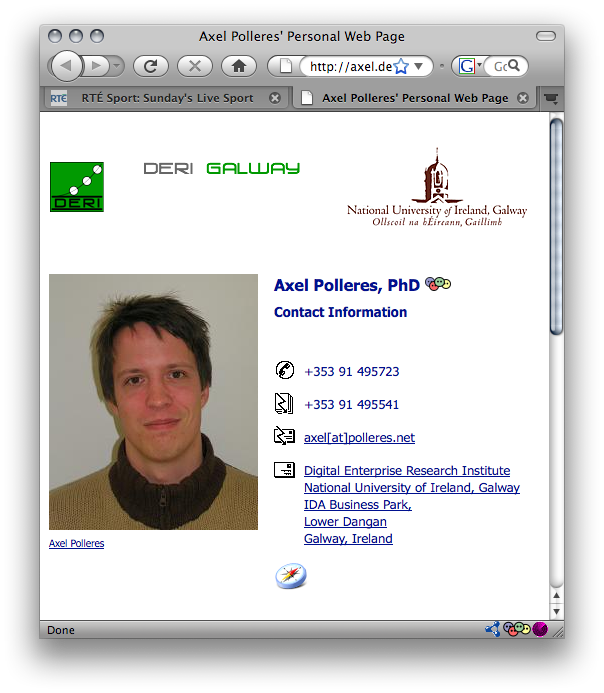 Axel Polleres' Personal Web Page
http://axel.de
G
Go
RTÉ
RTÉ Sport: Sunday's Live Sport
Axel Polleres' Personal Web Page
DERI
DERI GALWAY
National University of Ireland, Galway
Ollscoil na hÉireann, Gaillimh
Axel Polleres, PhD
Contact Information
+353 91 495723
+353 91 495541
axel[at]polleres.net
Digital Enterprise Research Institute
National University of Ireland, Galway
IDA Business Park,
Lower Dangan
Galway, Ireland
Axel Polleres
Done